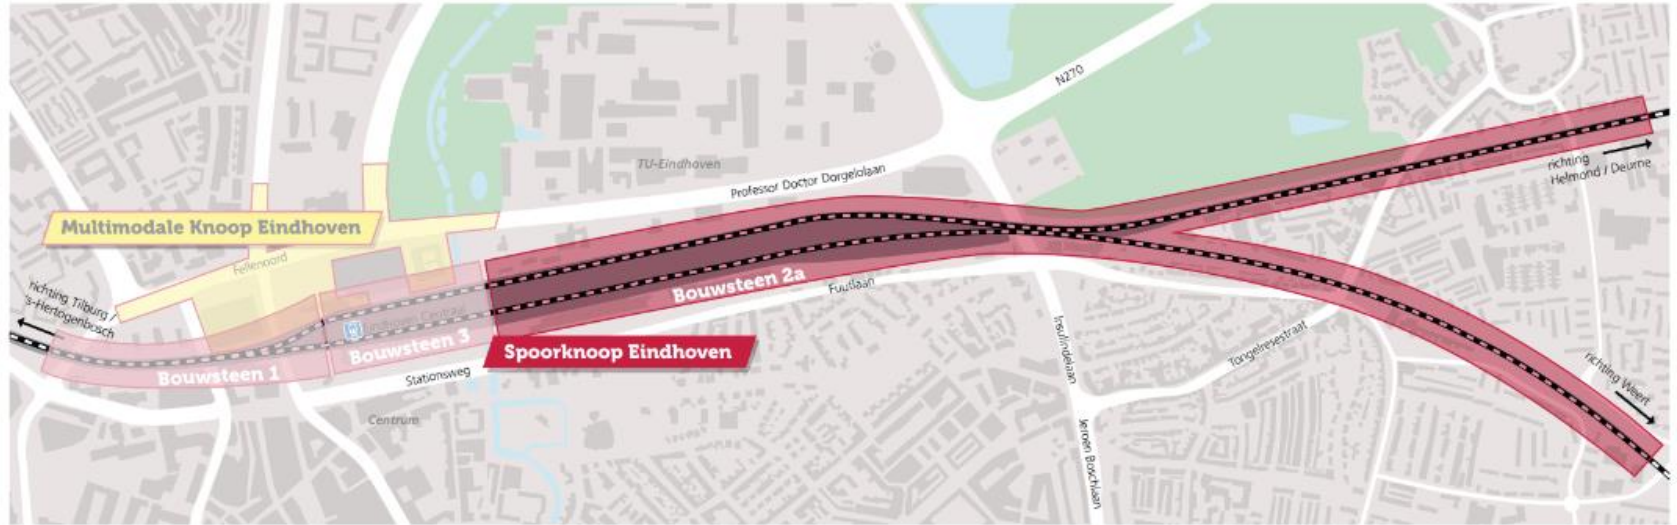 N270
TU-Eindhoven
Professor Doctor Dorgelolaan
richting
Helmond / Deurne
Multimodale Knoop Eindhoven
Fellenoord
richting Tilburg /
's-Hertogenbosch
Bouwsteen 2a
Fuutlaan
Bouwsteen 3
Spoorknoop Eindhoven
Bouwsteen 1
Stationsweg
Centrum
Insulindelaan
Tongelresestraat
richting Weert
Jeroen Boschlaan